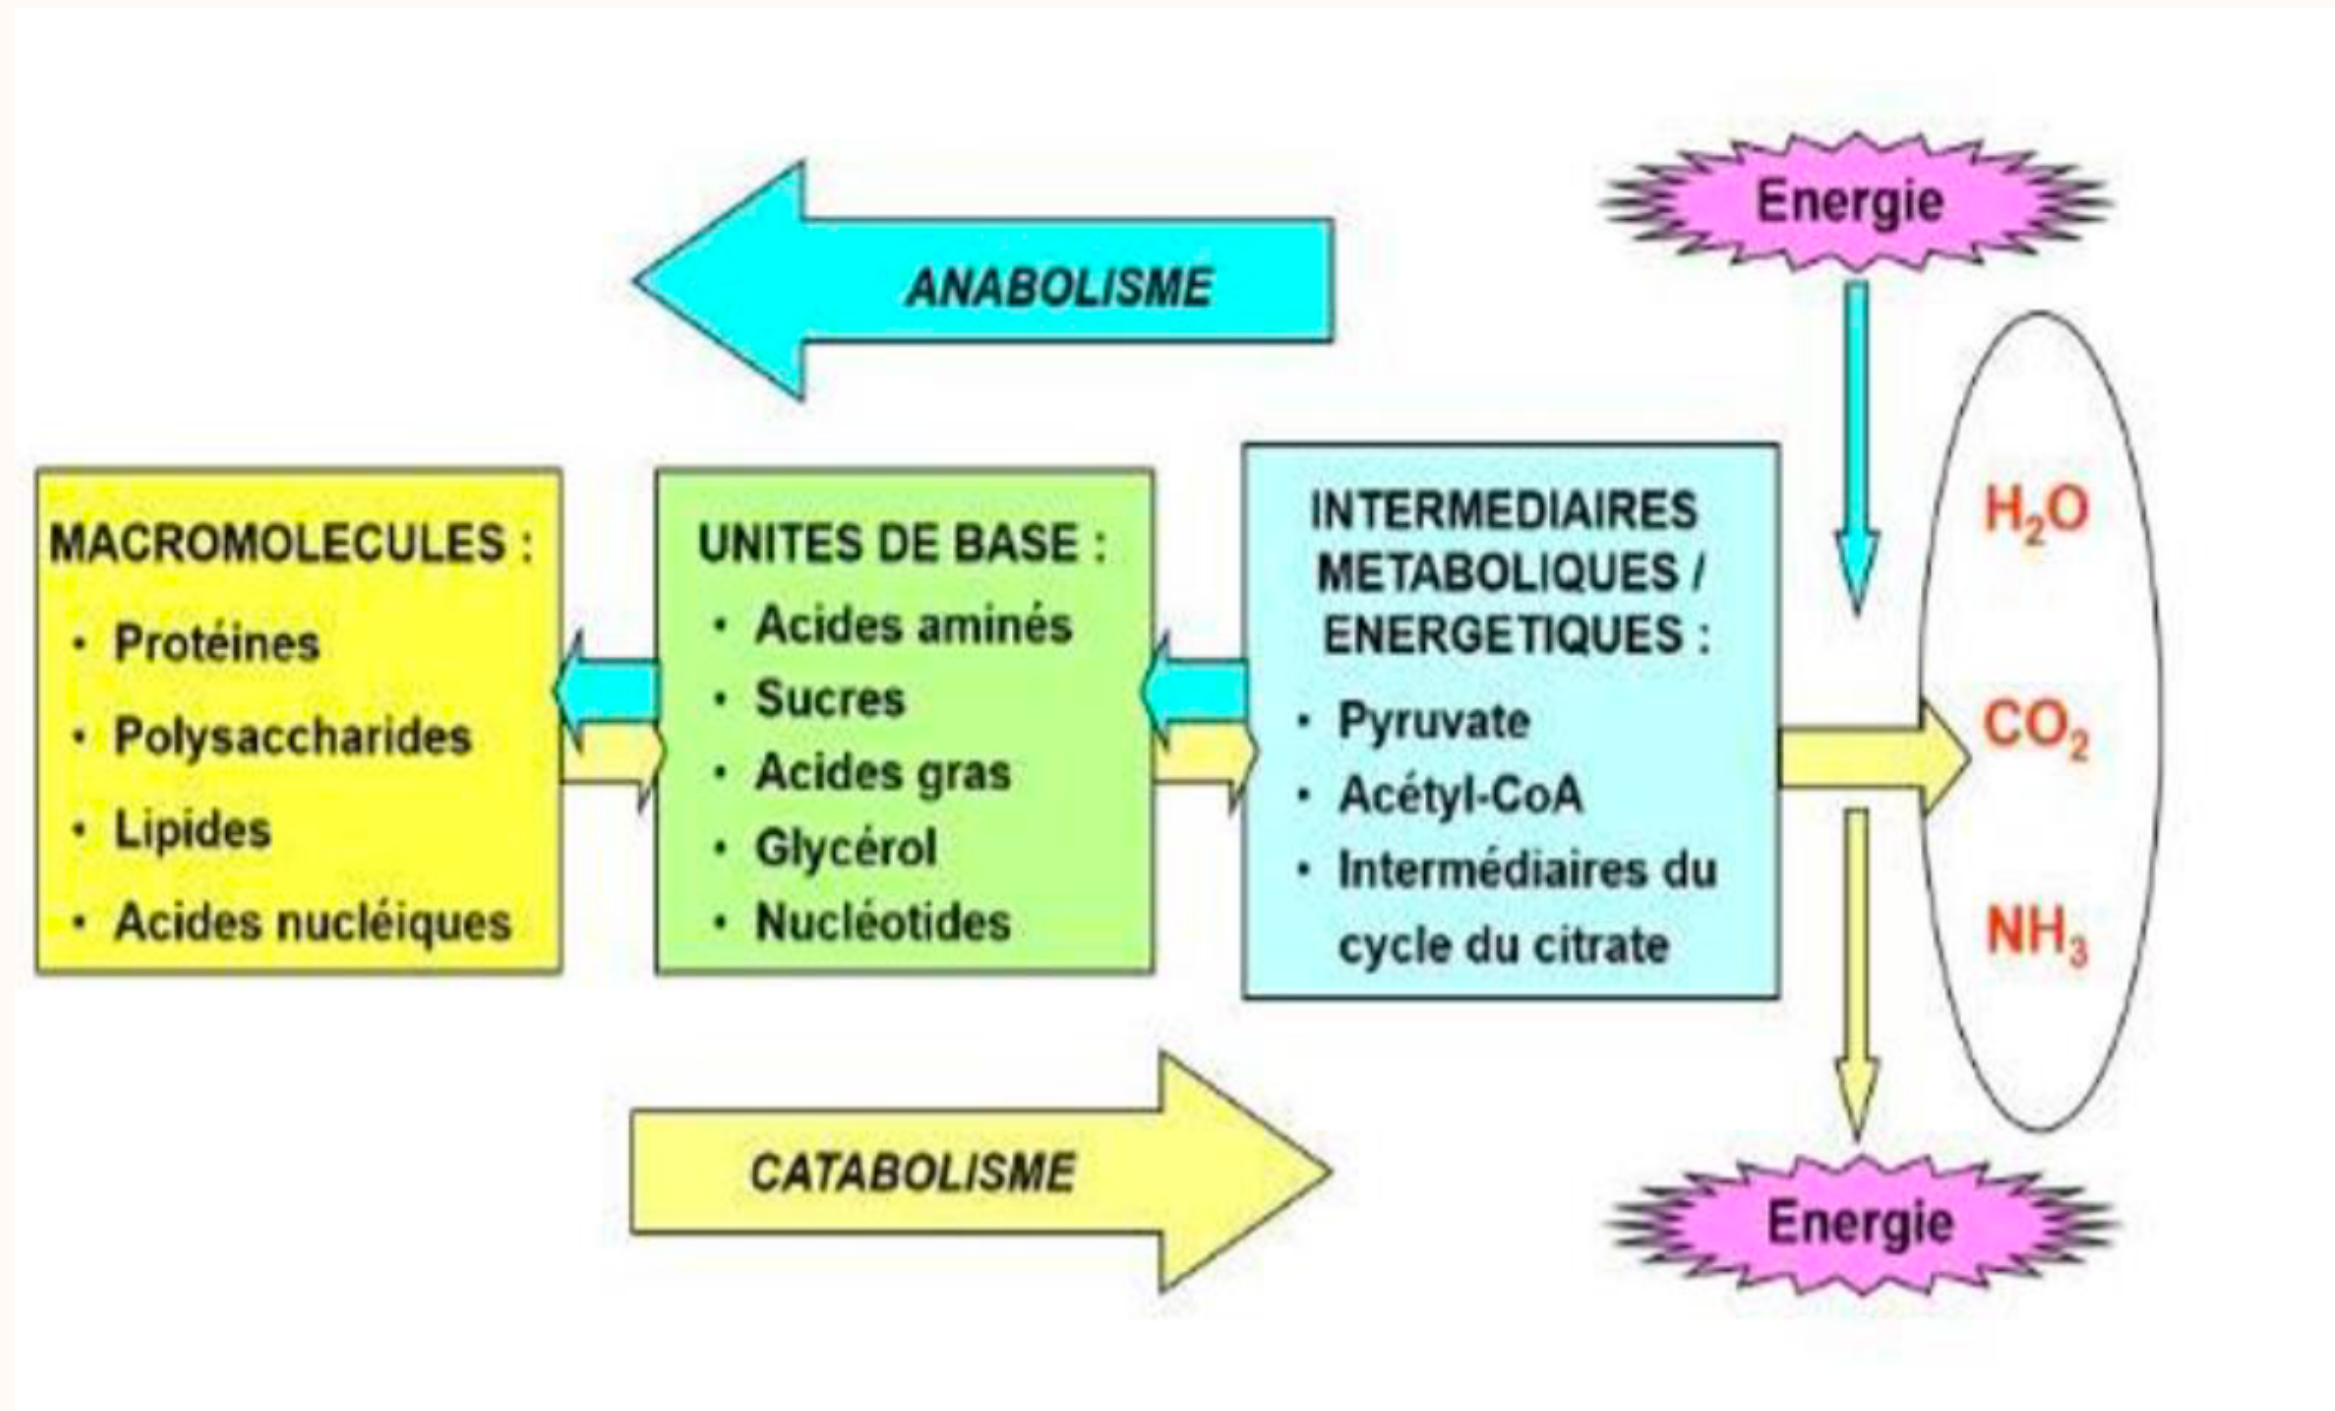 ANABOLISME
Energie
MACROMOLECULES :
• Protéines
• Polysaccharides
• Lipides
• Acides nucléiques
UNITES DE BASE :
• Acides aminés
• Sucres
• Acides gras
• Glycérol
• Nucléotides
INTERMEDIAIRES
METABOLIQUES /
ENERGETIQUES :
• Pyruvate
• Acétyl-CoA
• Intermédiaires du
cycle du citrate
H₂O
CO₂
NH₃
CATABOLISME
Energie